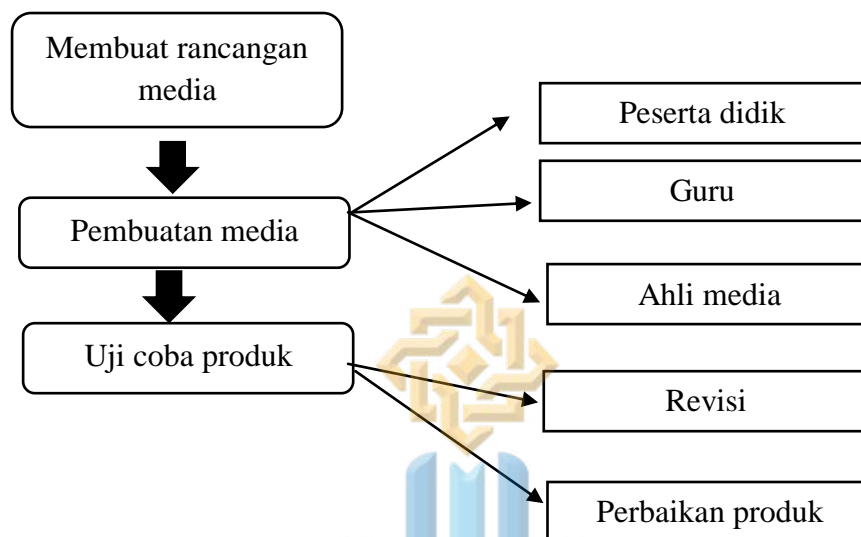 Membuat rancangan
media
Peserta didik
Guru
Pembuatan media
Ahli media
Uji coba produk
Revisi
Perbaikan produk